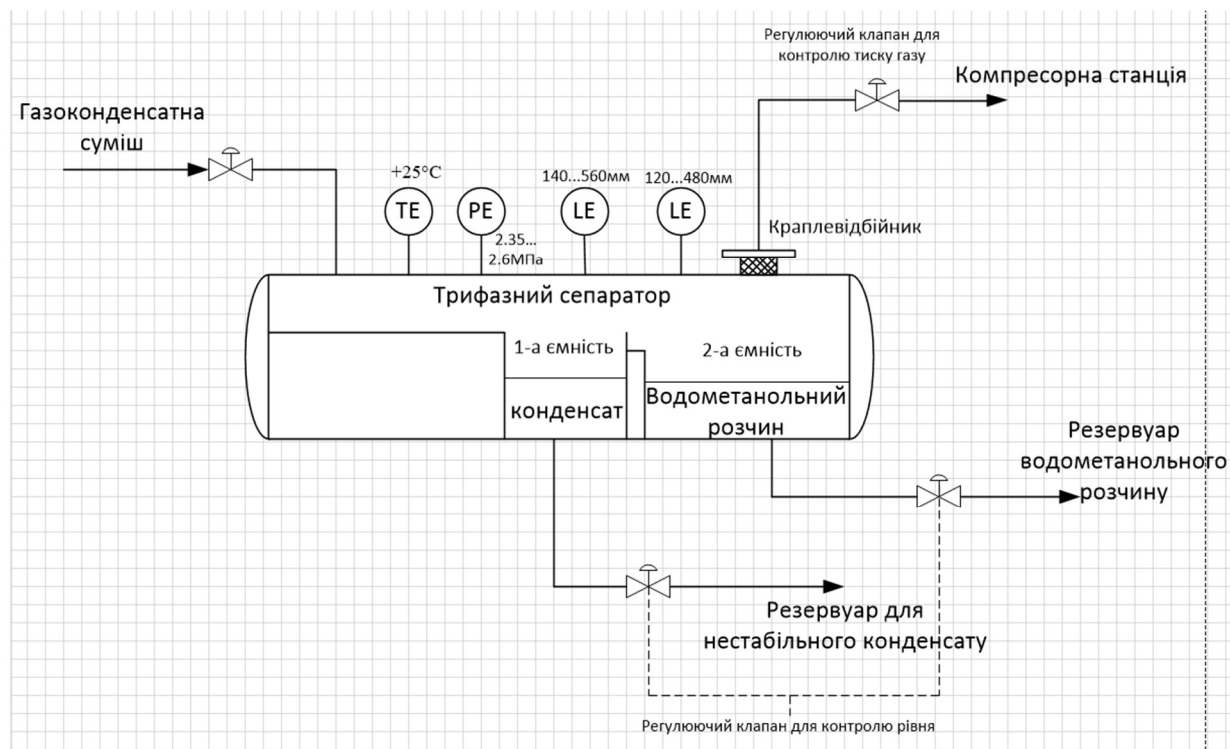 Регулюючий клапан для
контролю тиску газу
Компресорна станція
Газоконденсатна
суміш
+25°C
140...560мм
120...480мм
TE
PE
LE
LE
2.35...
2.6МПа
Краплевідбійник
Трифазний сепаратор
1-а ємність
2-а ємність
конденсат
Водометанольний
розчин
Резервуар
водометанольного
розчину
Резервуар для
нестабільного конденсату
Регулюючий клапан для контролю рівня